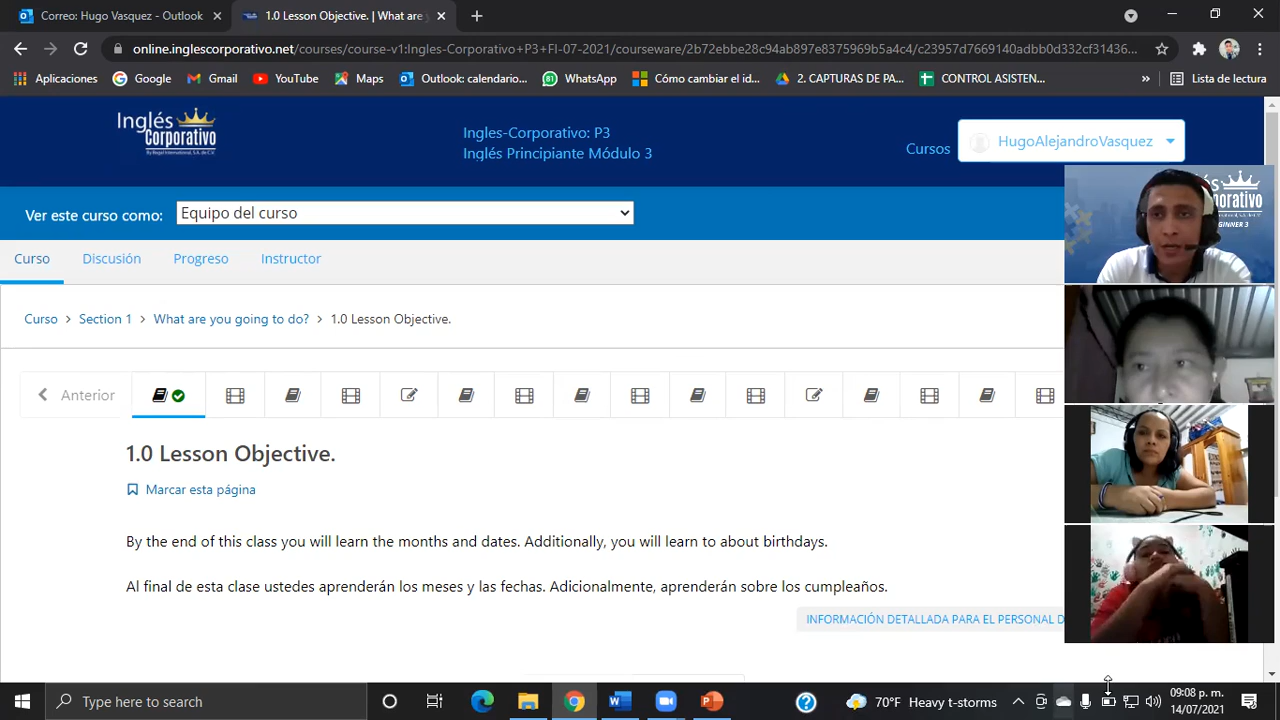 Correo: Hugo Vasquez - Outlook
1.0 Lesson Objective. | What are y
online.inglescorporativo.net/courses/course-v1:Ingles-Corporativo+P3+FI-07-2021/courseware/2b72ebbe28c94ab897e8375969b5a4c4/c23957d7669140adbb0d332cf31436...
Aplicaciones
Google
Gmail
YouTube
Maps
Outlook: calendario...
WhatsApp
Cómo cambiar el id...
2. CAPTURAS DE PA...
CONTROL ASISTEN...
»
Lista de lectura
Inglés
Corporativo
Ingles-Corporativo: P3
Inglés Principiante Módulo 3
Cursos
HugoAlejandroVasquez
Ver este curso como:
Equipo del curso
Curso
Discusión
Progreso
Instructor
Curso > Section 1 > What are you going to do? > 1.0 Lesson Objective.
Anterior
1.0 Lesson Objective.
Marcar esta página
By the end of this class you will learn the months and dates. Additionally, you will learn to about birthdays.
Al final de esta clase ustedes aprenderán los meses y las fechas. Adicionalmente, aprenderán sobre los cumpleaños.
INFORMACIÓN DETALLADA PARA EL PERSONAL D
Type here to search
70°F Heavy t-storms
09:08 p. m.
14/07/2021